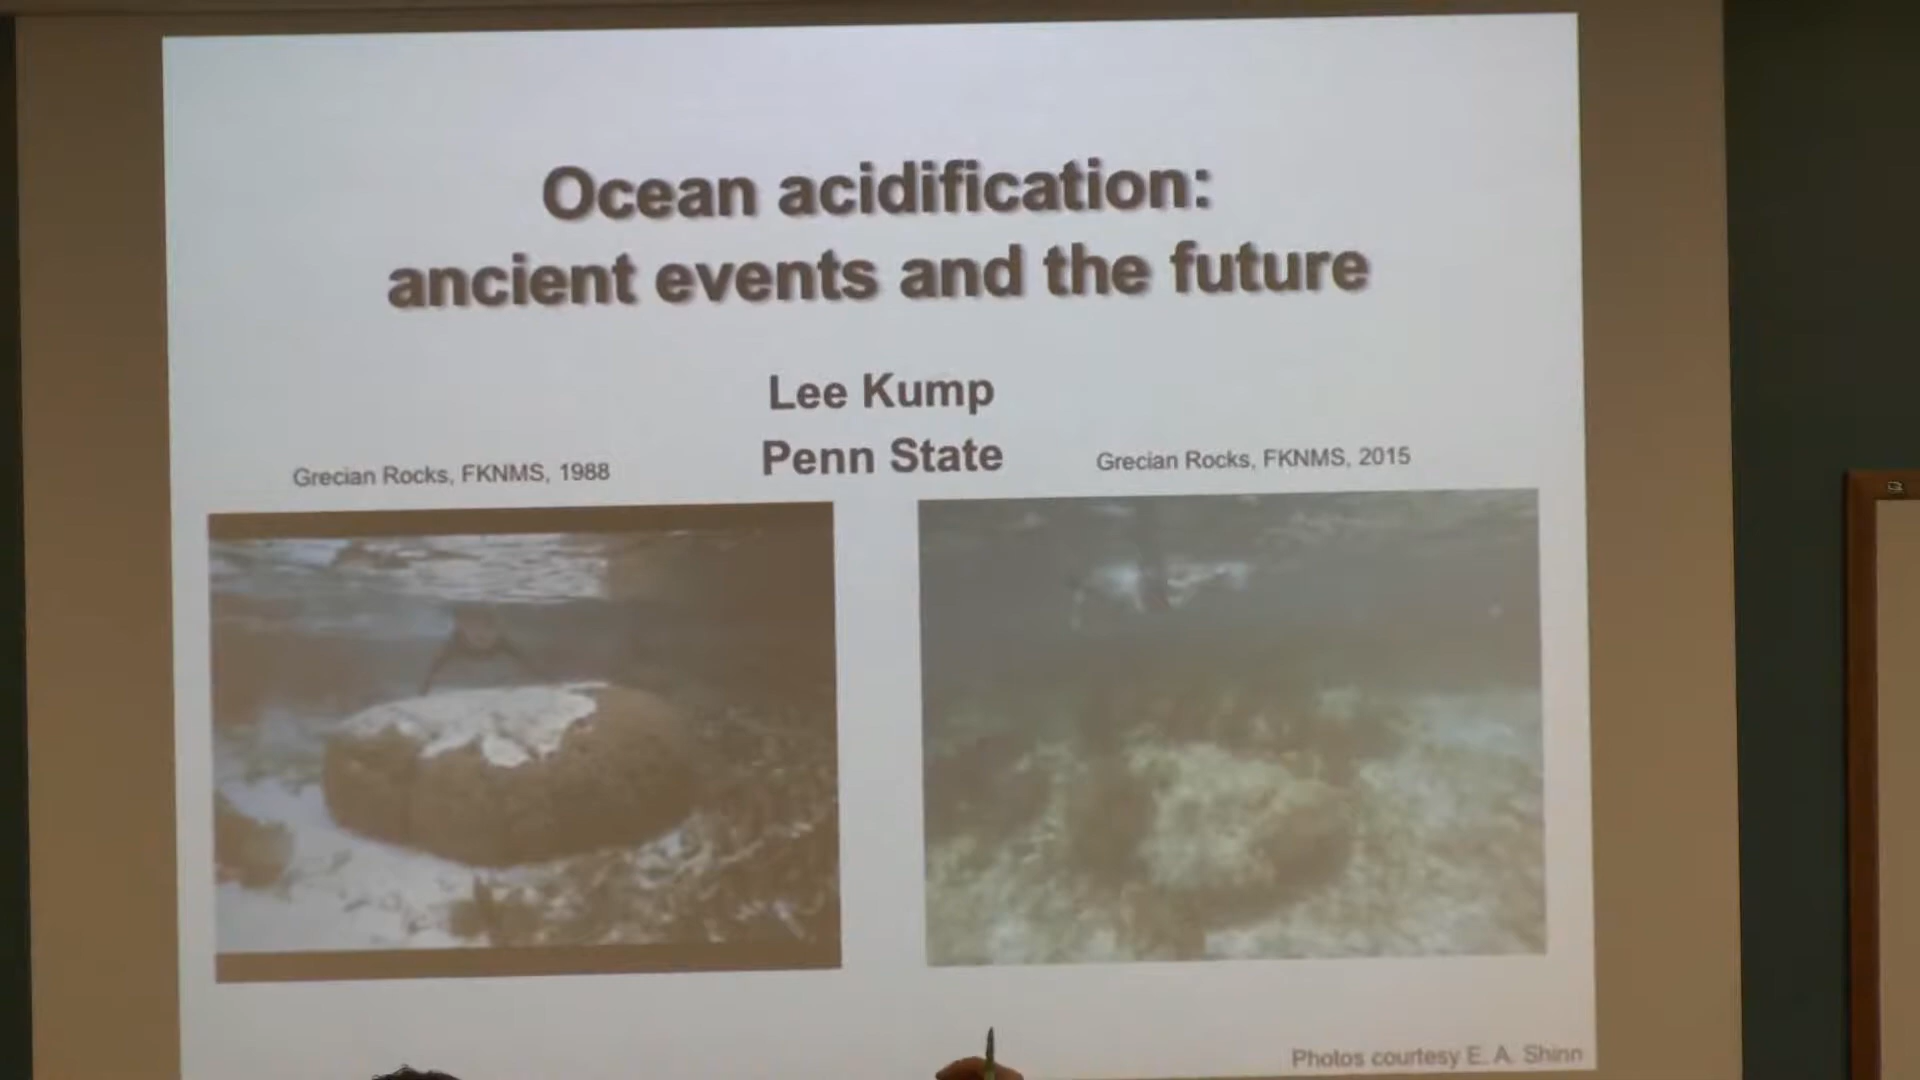 Ocean acidification:
ancient events and the future
Lee Kump
Penn State
Grecian Rocks, FKNMS, 1988
Grecian Rocks, FKNMS, 2015
Photos courtesy E. A. Shinn